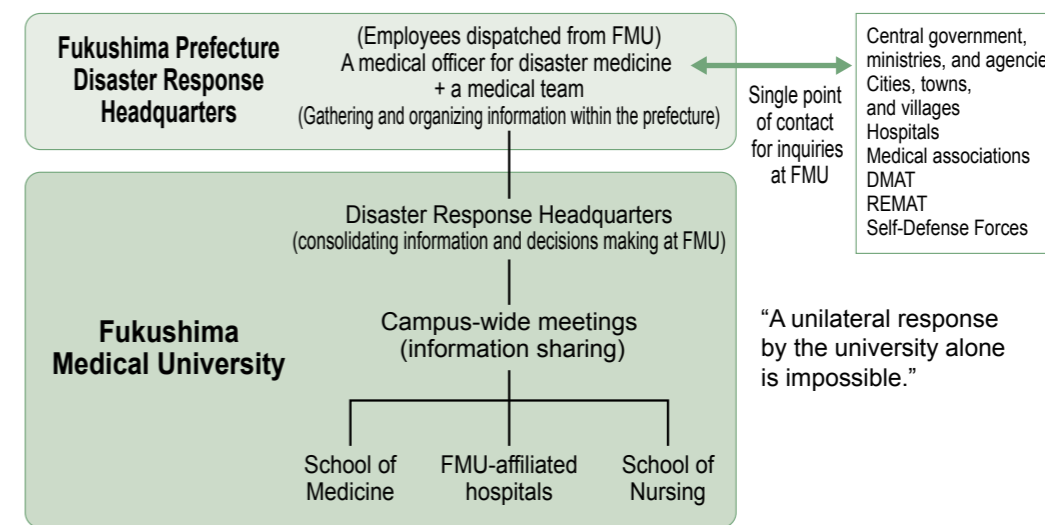 Fukushima Prefecture
Disaster Response
Headquarters
(Employees dispatched from FMU)
A medical officer for disaster medicine
+ a medical team
(Gathering and organizing information within the prefecture)
Single point
of contact
for inquiries
at FMU
Central government,
ministries, and agencie
Cities, towns,
and villages
Hospitals
Medical associations
DMAT
REMAT
Self-Defense Forces
Fukushima
Medical University
Disaster Response Headquarters
(consolidating information and decisions making at FMU)
Campus-wide meetings
(information sharing)
School of
Medicine
FMU-affiliated
hospitals
School of
Nursing
“A unilateral response
by the university alone
is impossible.”